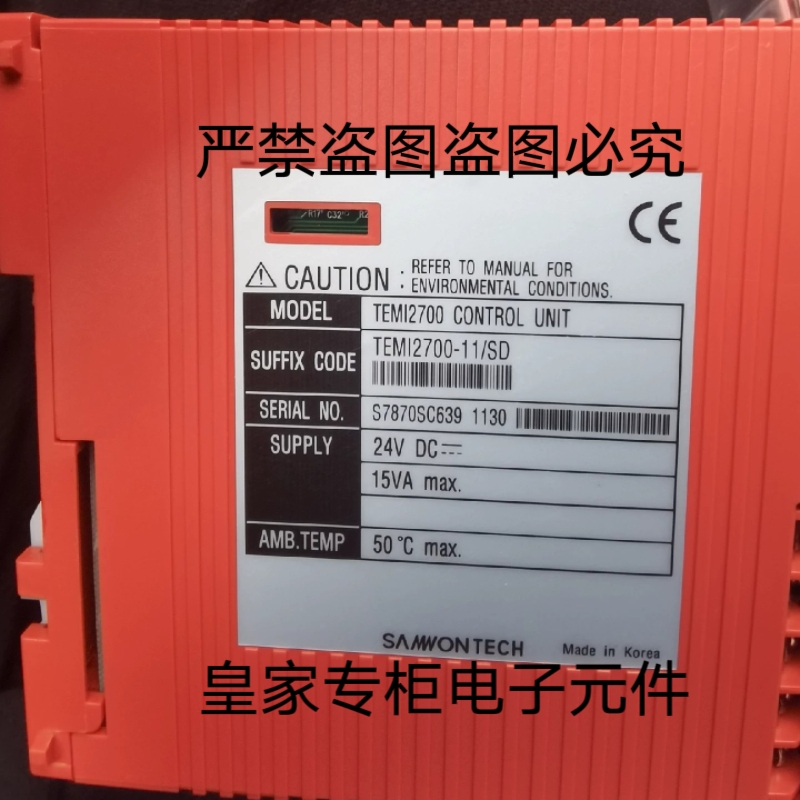 严禁盗图盗图必究
R17 C32
CE
CAUTION : REFER TO MANUAL FOR
ENVIRONMENTAL CONDITIONS.
MODEL TEMI2700 CONTROL UNIT
SUFFIX CODE TEMI2700-11/SD
SERIAL NO. S7870SC639 1130
SUPPLY 24V DC
15VA max.
AMB.TEMP 50°C max.
SAMWONTECH Made in Korea
皇家专柜电子元件